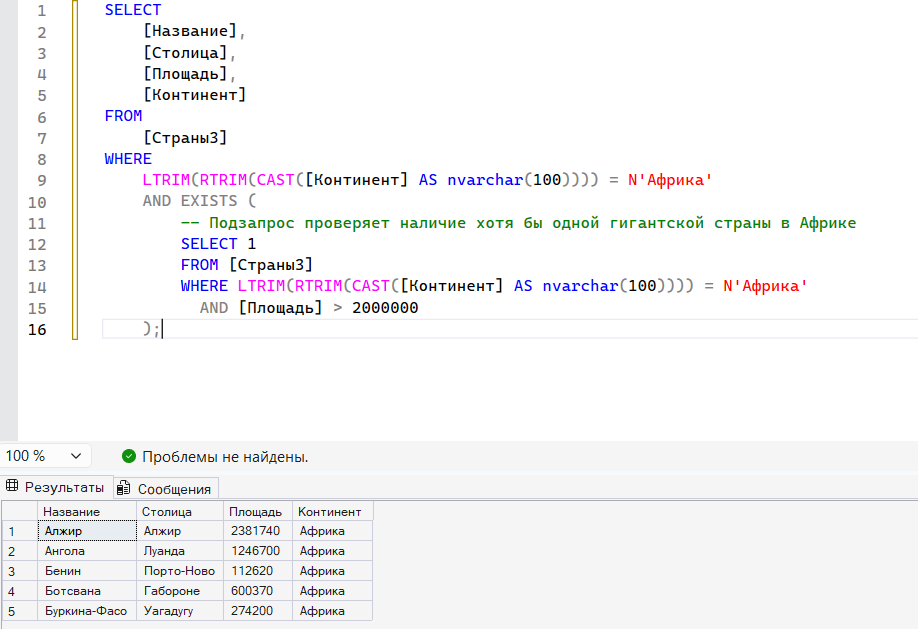 1 SELECT
2 [Название],
3 [Столица],
4 [Площадь],
5 [Континент]
6 FROM
7 [Страны3]
8 WHERE
9 LTRIM(RTRIM(CAST([Континент] AS nvarchar(100)))) = N'Африка'
10 AND EXISTS (
11 -- Подзапрос проверяет наличие хотя бы одной гигантской страны в Африке
12 SELECT 1
13 FROM [Страны3]
14 WHERE LTRIM(RTRIM(CAST([Континент] AS nvarchar(100)))) = N'Африка'
15 AND [Площадь] > 2000000
16 );
100 % Проблемы не найдены.
Результаты Сообщения
Название Столица Площадь Континент
1 Алжир Алжир 2381740 Африка
2 Ангола Луанда 1246700 Африка
3 Бенин Порто-Ново 112620 Африка
4 Ботсвана Габороне 600370 Африка
5 Буркина-Фасо Уагадугу 274200 Африка